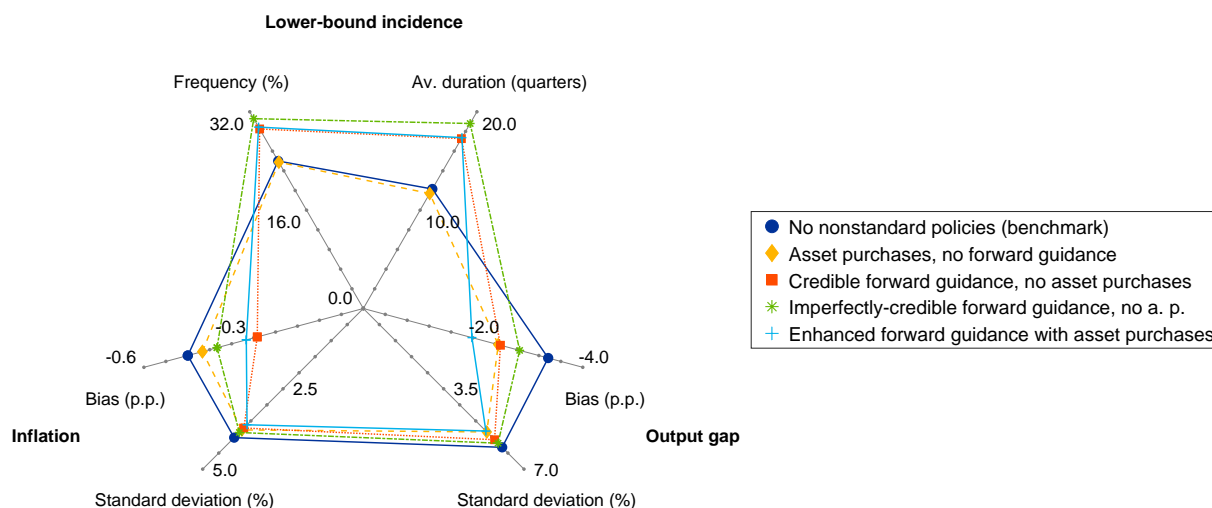 Lower-bound incidence
Frequency (%)
Av. duration (quarters)
32.0
20.0
16.0
10.0
0.0
-0.3
-2.0
-0.6
-4.0
Bias (p.p.)
Bias (p.p.)
2.5
3.5
Inflation
Output gap
5.0
7.0
Standard deviation (%)
Standard deviation (%)
No nonstandard policies (benchmark)
Asset purchases, no forward guidance
Credible forward guidance, no asset purchases
Imperfectly-credible forward guidance, no a. p.
Enhanced forward guidance with asset purchases